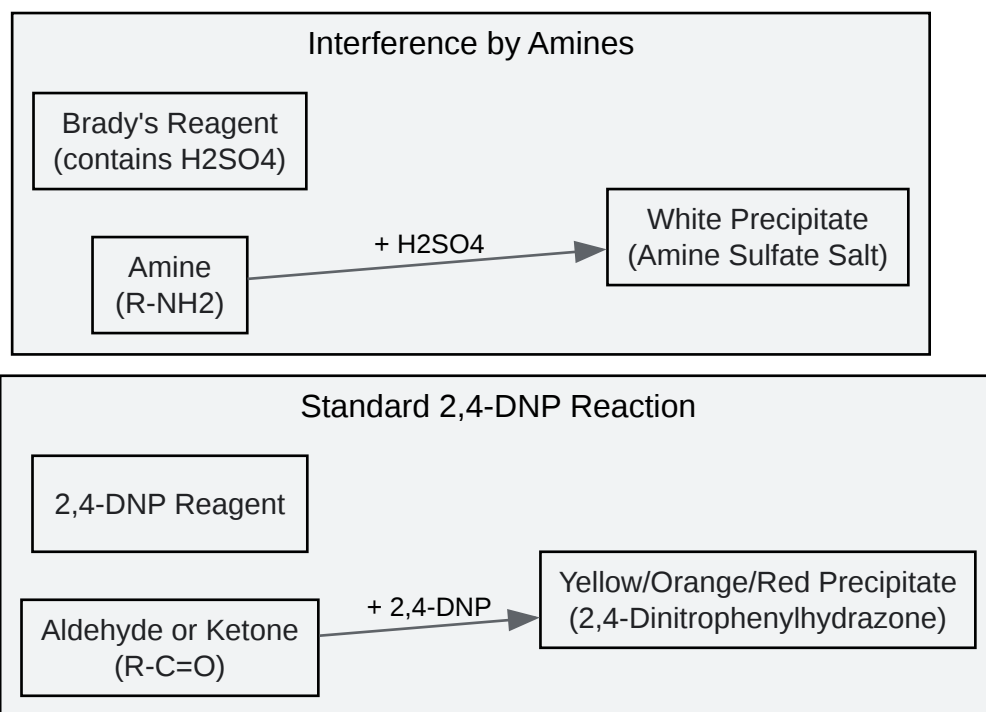 Interference by Amines
Brady's Reagent
(contains H2SO4)
White Precipitate
(Amine Sulfate Salt)
+ H2SO4
Amine
(R-NH2)
Standard 2,4-DNP Reaction
2,4-DNP Reagent
Yellow/Orange/Red Precipitate
(2,4-Dinitrophenylhydrazone)
+ 2,4-DNP
Aldehyde or Ketone
(R-C=O)